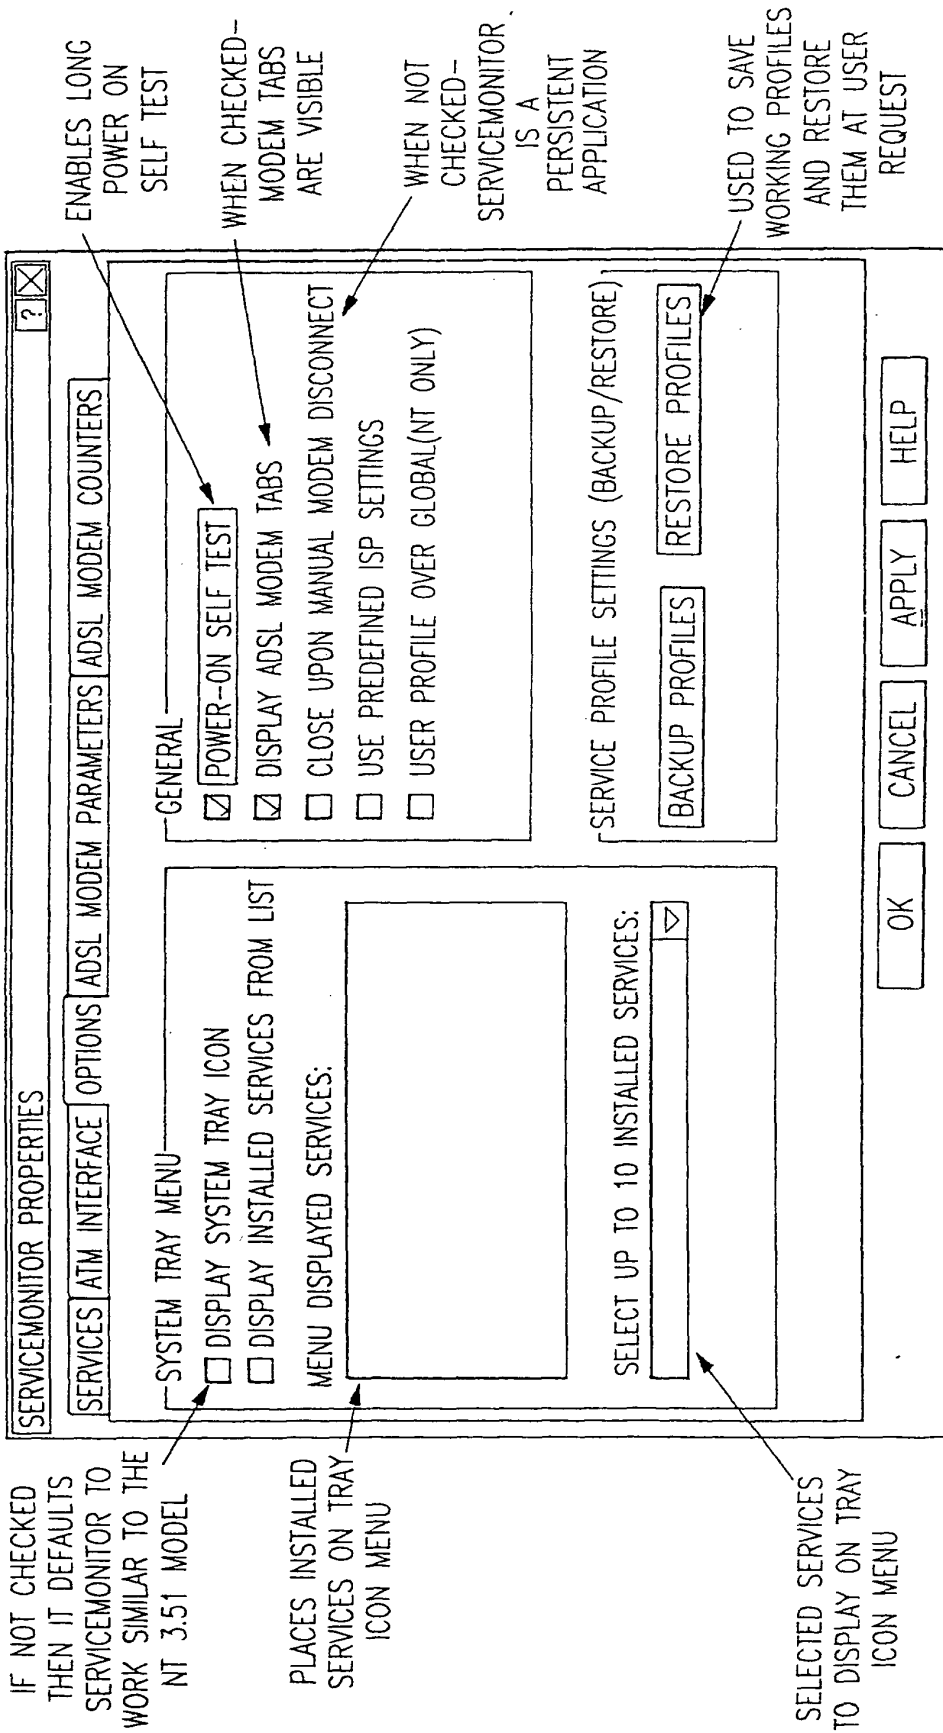 IF NOT CHECKED
THEN IT DEFAULTS
SERVICEMONITOR TO
WORK SIMILAR TO THE
NT 3.51 MODEL
PLACES INSTALLED
SERVICES ON TRAY
ICON MENU
SELECTED SERVICES
TO DISPLAY ON TRAY
ICON MENU
SERVICEMONITOR PROPERTIES
?
SERVICES ATM INTERFACE OPTIONS ADSL MODEM PARAMETERS ADSL MODEM COUNTERS
SYSTEM TRAY MENU
DISPLAY SYSTEM TRAY ICON
DISPLAY INSTALLED SERVICES FROM LIST
MENU DISPLAYED SERVICES:
SELECT UP TO 10 INSTALLED SERVICES:
GENERAL
POWER-ON SELF TEST
DISPLAY ADSL MODEM TABS
CLOSE UPON MANUAL MODEM DISCONNECT
USE PREDEFINED ISP SETTINGS
USER PROFILE OVER GLOBAL(NT ONLY)
SERVICE PROFILE SETTINGS (BACKUP/RESTORE)
BACKUP PROFILES RESTORE PROFILES
OK CANCEL APPLY HELP
ENABLES LONG
POWER ON
SELF TEST
WHEN CHECKED-
MODEM TABS
ARE VISIBLE
WHEN NOT
CHECKED-
SERVICEMONITOR
IS A
PERSISTENT
APPLICATION
USED TO SAVE
WORKING PROFILES
AND RESTORE
THEM AT USER
REQUEST